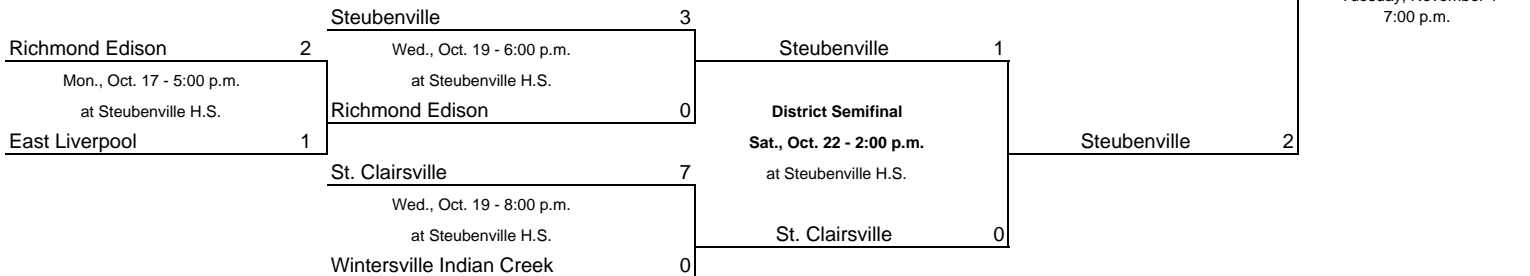 Steubenville 3
7:00 p.m.
Richmond Edison 2
Wed., Oct. 19 - 6:00 p.m.
Steubenville 1
Mon., Oct. 17 - 5:00 p.m.
at Steubenville H.S.
at Steubenville H.S.
Richmond Edison 0
District Semifinal
East Liverpool 1
Sat., Oct. 22 - 2:00 p.m.
Steubenville 2
St. Clairsville 7
at Steubenville H.S.
Wed., Oct. 19 - 8:00 p.m.
at Steubenville H.S.
St. Clairsville 0
Wintersville Indian Creek 0